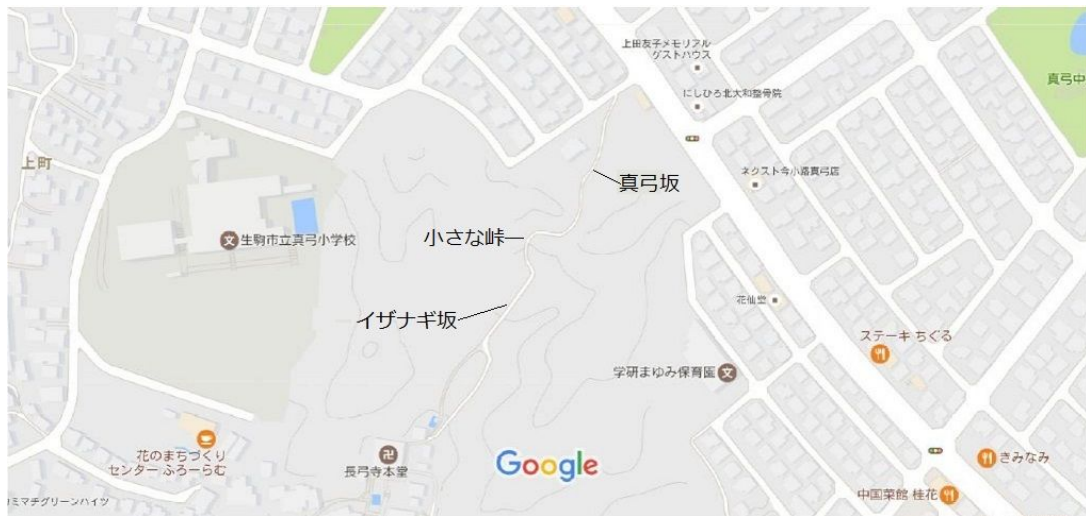 上田友子メモリアル
ゲストハウス
真弓中
にしひろ北大和整骨院
上町
ネクスト今小路真弓店
真弓坂
小さな峠
生駒市立真弓小学校
花仙堂
イザナギ坂
ステーキ ちぐる
学研まゆみ保育園
花のまちづくり
センター ふろーらむ
長弓寺本堂
Google
きみなみ
中国菜館 桂花
ミマチグリーンハイツ